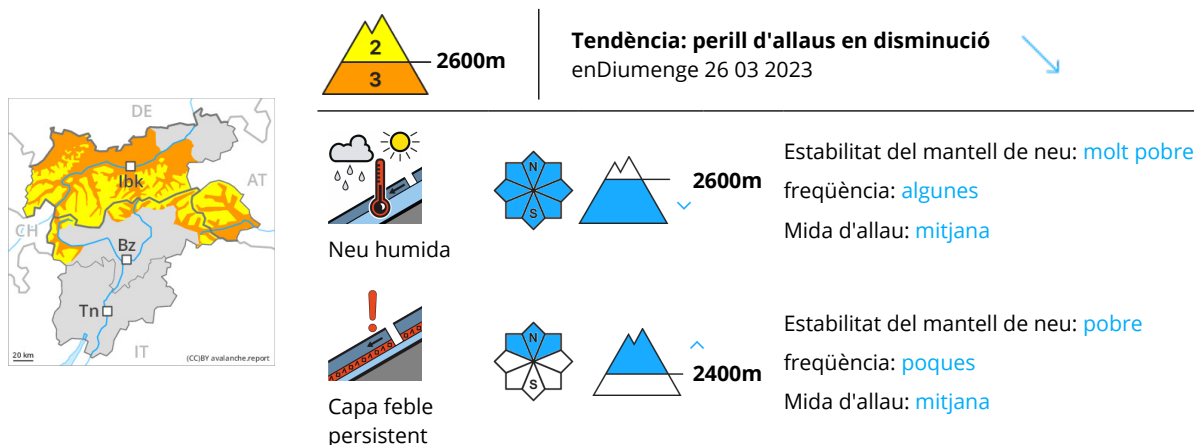 DE
Ibk
AT
CH
Bz
Tn
IT
20 km
(CC)BY avalanche.report
2
3
2600m
Tendència: perill d'allaus en disminució
enDiumenge 26 03 2023
Neu humida
S
2600m
Estabilitat del mantell de neu: molt pobre
freqüència: algunes
Mida d'allau: mitjana
Capa feble
persistent
N
S
2400m
Estabilitat del mantell de neu: pobre
freqüència: poques
Mida d'allau: mitjana